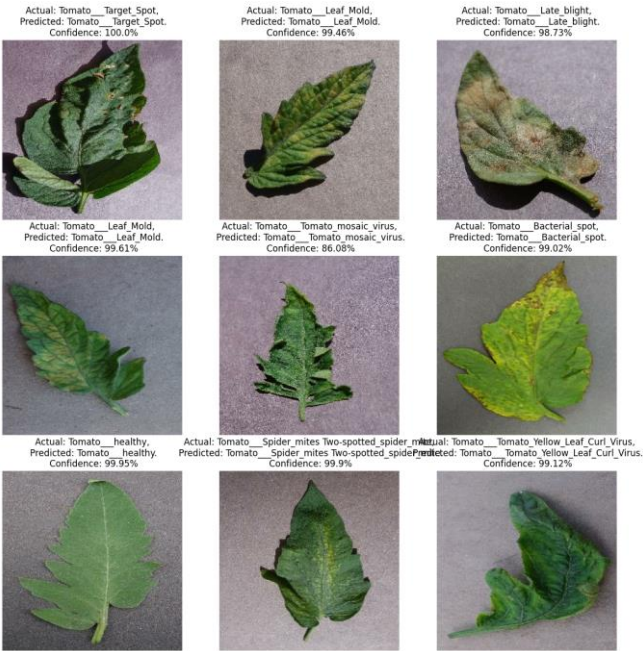 Actual: Tomato___Target_Spot,
Predicted: Tomato___Target_Spot.
Confidence: 100.0%
Actual: Tomato___Leaf_Mold,
Predicted: Tomato___Leaf_Mold.
Confidence: 99.46%
Actual: Tomato___Late_blight,
Predicted: Tomato___Late_blight.
Confidence: 98.73%
Actual: Tomato___Leaf_Mold,
Predicted: Tomato___Leaf_Mold.
Confidence: 99.61%
Actual: Tomato___Tomato_mosaic_virus,
Predicted: Tomato___Tomato_mosaic_virus.
Confidence: 86.08%
Actual: Tomato___Bacterial_spot,
Predicted: Tomato___Bacterial_spot.
Confidence: 99.02%
Actual: Tomato___healthy,
Predicted: Tomato___healthy.
Confidence: 99.95%
Actual: Tomato___Spider_mites Two-spotted_spider_mite,
Predicted: Tomato___Spider_mites Two-spotted_spider_mite.
Confidence: 99.9%
Actual: Tomato___Tomato_Yellow_Leaf_Curl_Virus,
Predicted: Tomato___Tomato_Yellow_Leaf_Curl_Virus.
Confidence: 99.12%